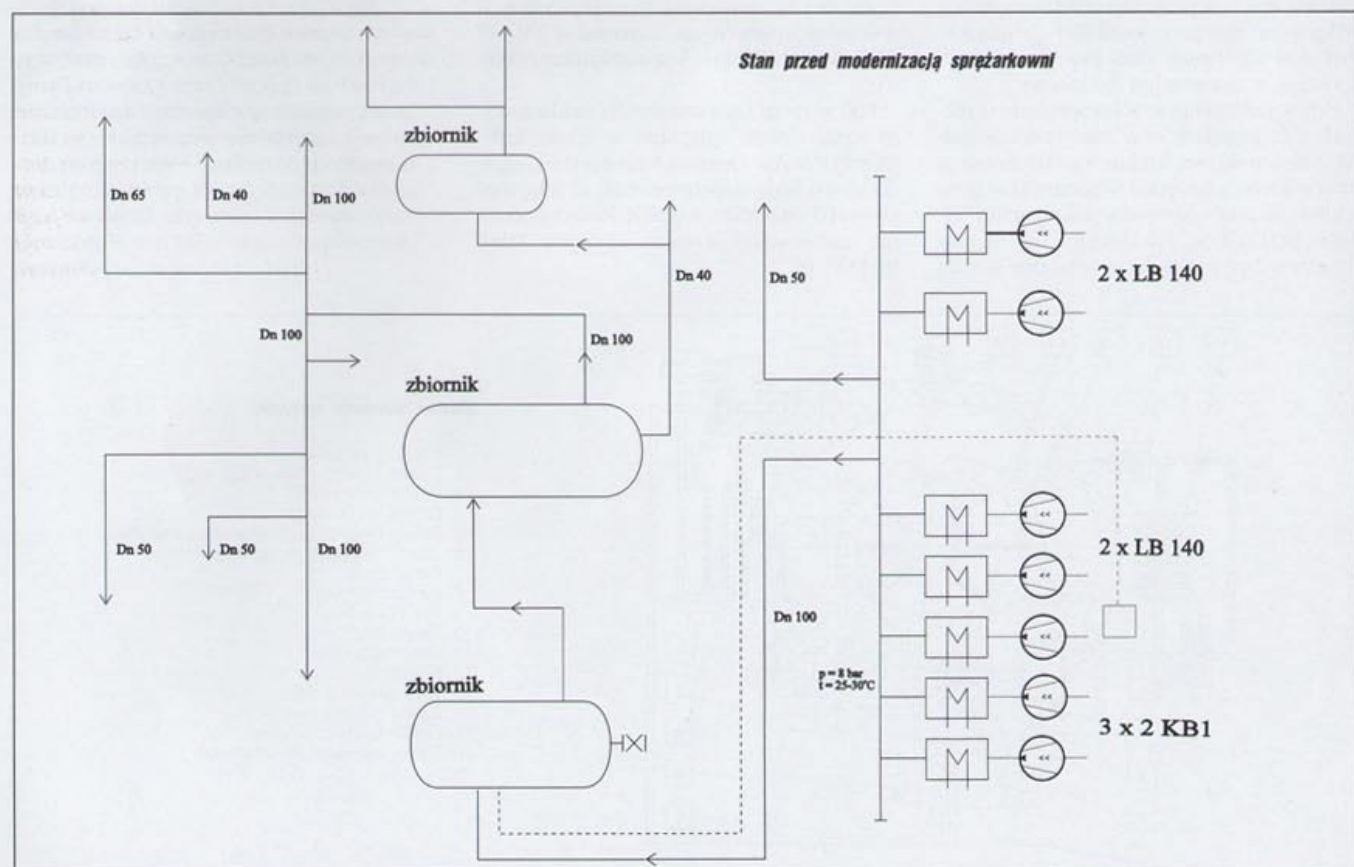 Stan przed modernizacją sprężarkowni
zbiornik
Dn 65
Dn 40
Dn 100
2 x LB 140
Dn 40
Dn 50
Dn 100
Dn 100
zbiornik
Dn 50
Dn 50
Dn 100
2 x LB 140
Dn 100
zbiornik
p = 8 bar
t = 25-30°C
3 x 2 KB1